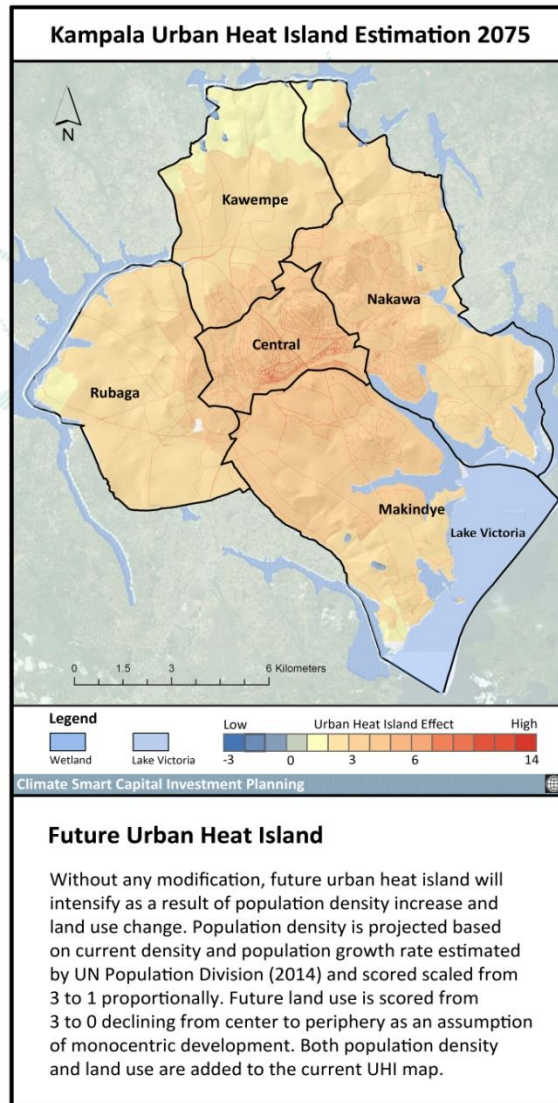 Kampala Urban Heat Island Estimation 2075
N
Kawempe
Nakawa
Central
Rubaga
Makindye
Lake Victoria
0 1.5 3 6 Kilometers
Legend
Wetland
Lake Victoria
Low Urban Heat Island Effect High
-3 0 3 6 14
Climate Smart Capital Investment Planning
Future Urban Heat Island
Without any modification, future urban heat island will
intensify as a result of population density increase and
land use change. Population density is projected based
on current density and population growth rate estimated
by UN Population Division (2014) and scored scaled from
3 to 1 proportionally. Future land use is scored from
3 to 0 declining from center to periphery as an assumption
of monocentric development. Both population density
and land use are added to the current UHI map.